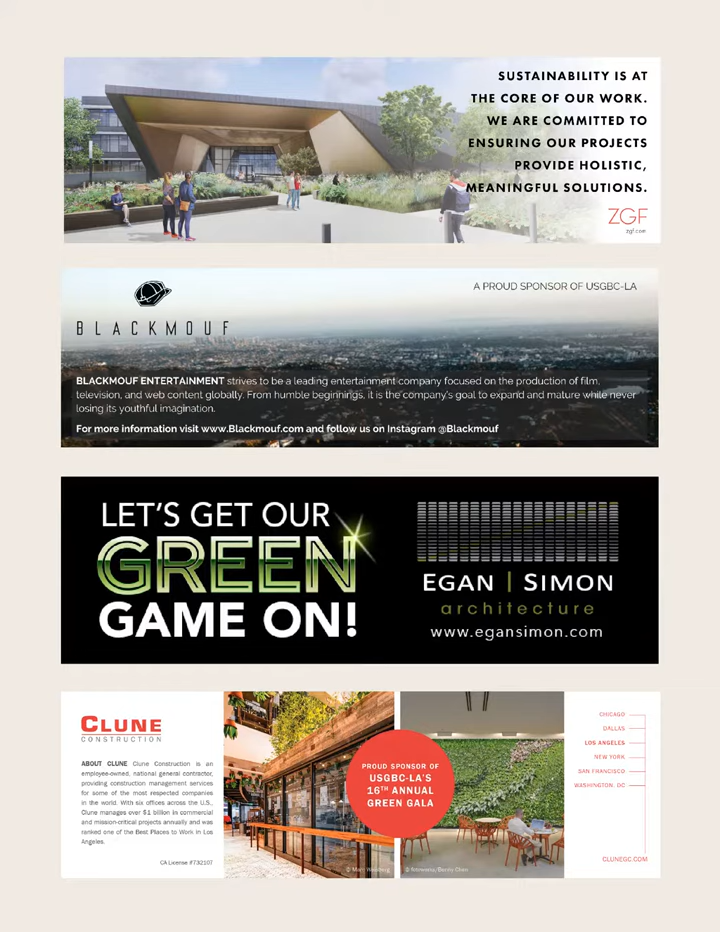 SUSTAINABILITY IS AT
THE CORE OF OUR WORK.
WE ARE COMMITTED TO
ENSURING OUR PROJECTS
PROVIDE HOLISTIC,
MEANINGFUL SOLUTIONS.
ZGF
zgf.com
A PROUD SPONSOR OF USGBC-LA
BLACKMOUF
BLACKMOUF ENTERTAINMENT strives to be a leading entertainment company focused on the production of film,
television, and web content globally. From humble beginnings, it is the company's goal to expand and mature while never
losing its youthful imagination.
For more information visit www.Blackmouf.com and follow us on Instagram @Blackmouf
LET'S GET OUR
GREEN
GAME ON!
EGAN | SIMON
architecture
www.egansimon.com
CLUNE
CONSTRUCTION
ABOUT CLUNE Clune Construction is an
employee-owned, national general contractor,
providing construction management services
for some of the most respected companies
in the world. With six offices across the U.S.,
Clune manages over $1 billion in commercial
and mission-critical projects annually and was
ranked one of the Best Places to Work in Los
Angeles.
CA License #732107
PROUD SPONSOR OF
USGBC-LA'S
16TH ANNUAL
GREEN GALA
CHICAGO
DALLAS
LOS ANGELES
NEW YORK
SAN FRANCISCO
WASHINGTON, DC
CLUNEGC.COM